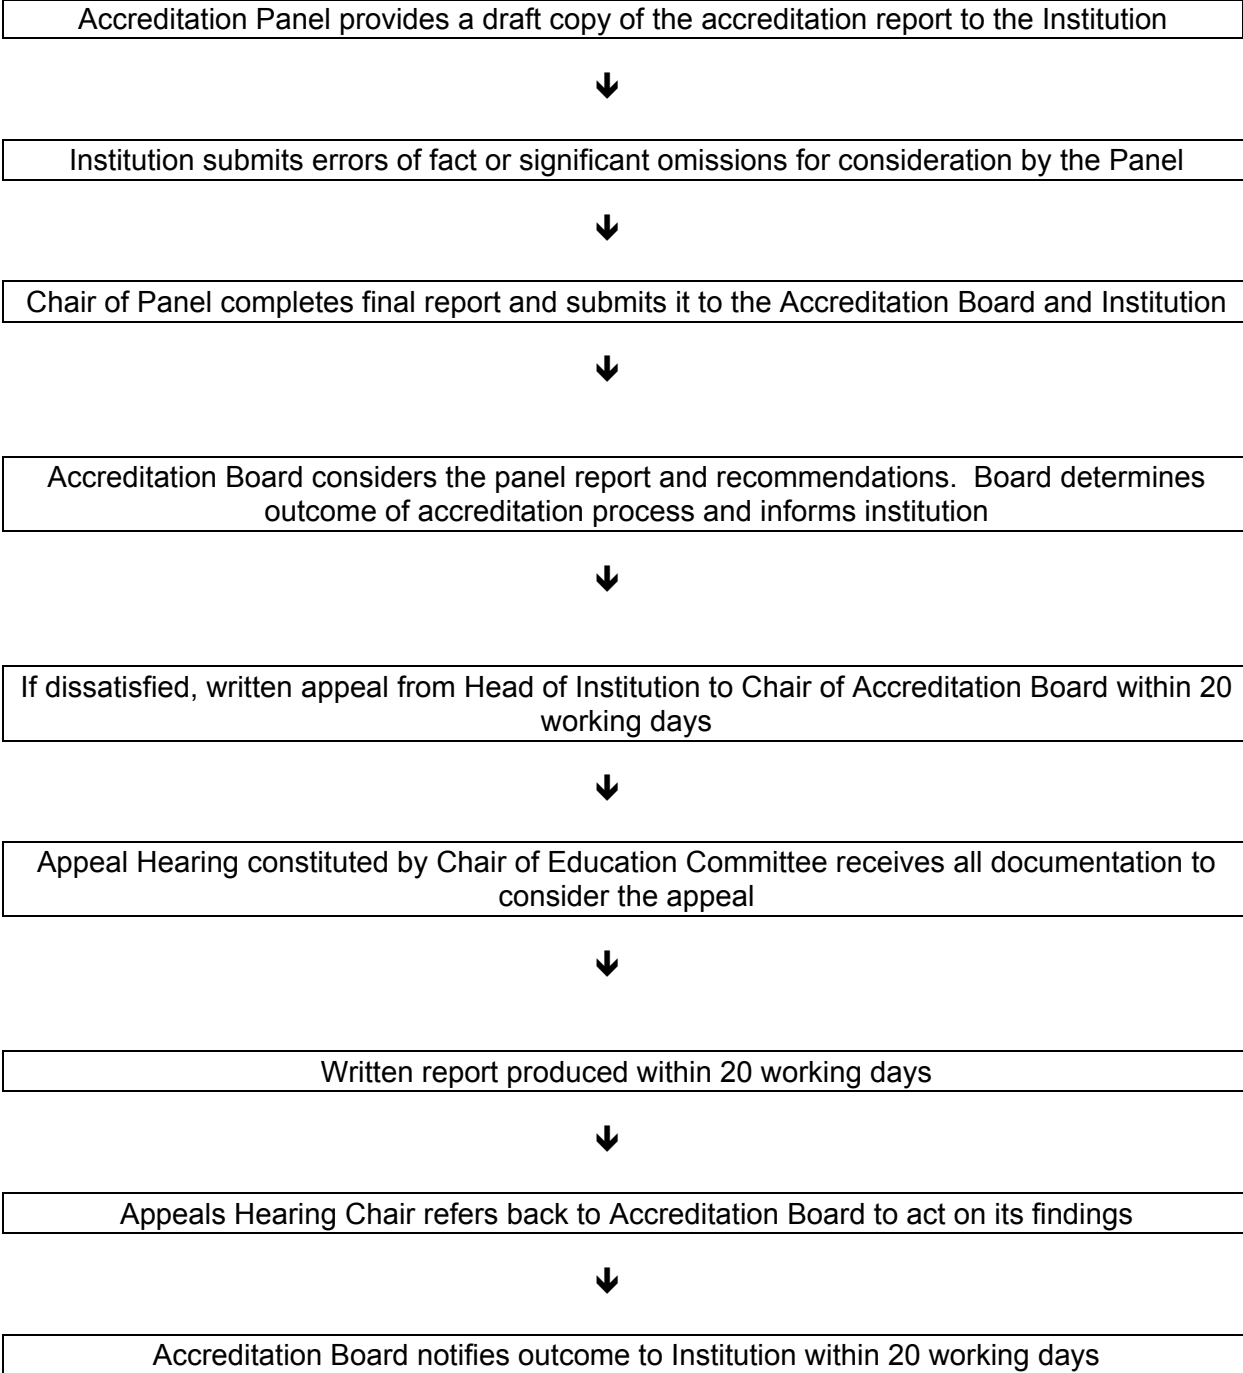 Accreditation Panel provides a draft copy of the accreditation report to the Institution
Institution submits errors of fact or significant omissions for consideration by the Panel
Chair of Panel completes final report and submits it to the Accreditation Board and Institution
Accreditation Board considers the panel report and recommendations.  Board determines
outcome of accreditation process and informs institution
If dissatisfied, written appeal from Head of Institution to Chair of Accreditation Board within 20
working days
Appeal Hearing constituted by Chair of Education Committee receives all documentation to
consider the appeal
Written report produced within 20 working days
Appeals Hearing Chair refers back to Accreditation Board to act on its findings
Accreditation Board notifies outcome to Institution within 20 working days